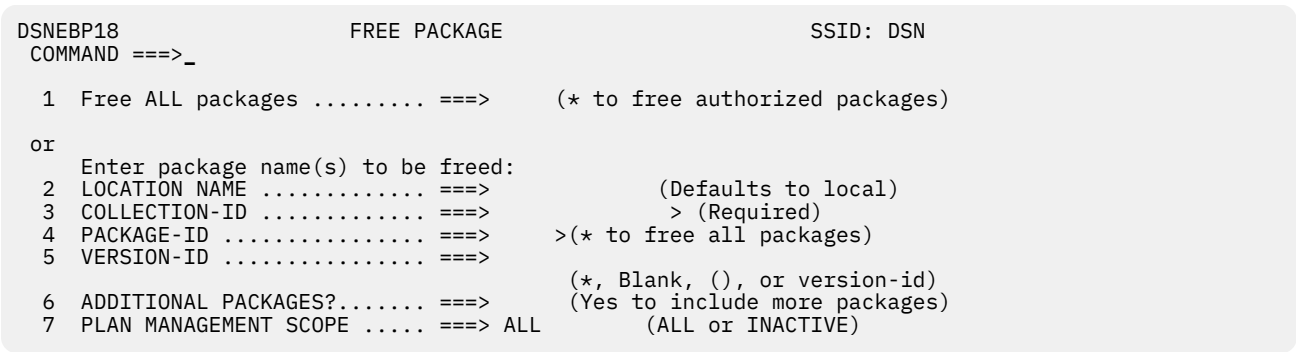 DSNEBP18                    FREE PACKAGE                           SSID: DSN
COMMAND ===>_
1  Free ALL packages ......... ===>     (* to free authorized packages)
or
Enter package name(s) to be freed:
2  LOCATION NAME ............. ===>             (Defaults to local)
3  COLLECTION-ID ............. ===>              > (Required)
4  PACKAGE-ID ................ ===>     >(* to free all packages)
5  VERSION-ID ................ ===>
(*, Blank, (), or version-id)
6  ADDITIONAL PACKAGES?....... ===>     (Yes to include more packages)
7  PLAN MANAGEMENT SCOPE ..... ===> ALL        (ALL or INACTIVE)